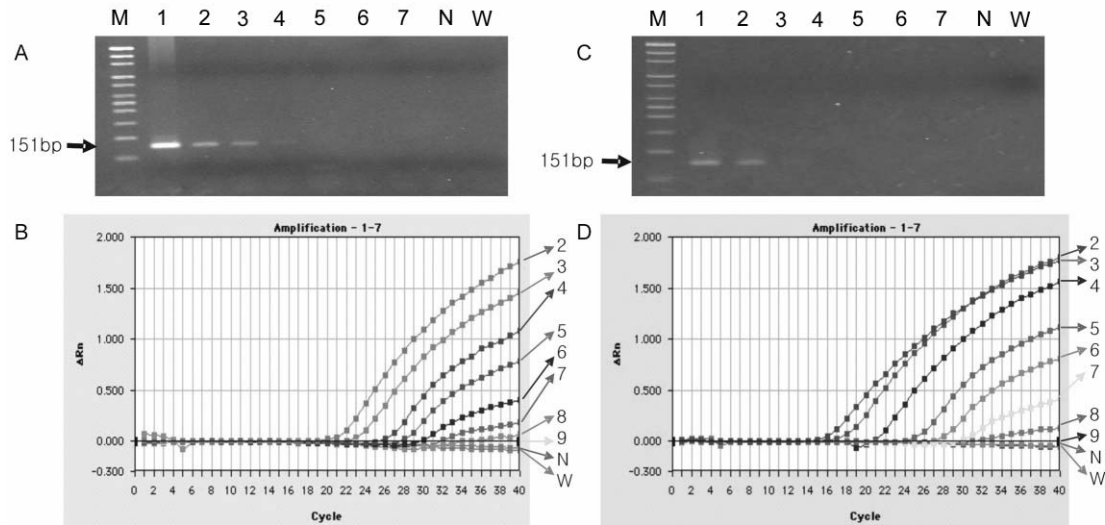 M 1 2 3 4 5 6 7 N W
A
151bp
M 1 2 3 4 5 6 7 N W
C
151bp
B
Amplification - 1-7
2.000
1.500
1.000
0.500
0.000
-0.300
ΔRn
0 2 4 6 8 10 12 14 16 18 20 22 24 26 28 30 32 34 36 38 40
Cycle
2
3
4
5
6
7
8
9
N
W
D
Amplification - 1-7
2.000
1.500
1.000
0.500
0.000
-0.300
ΔRn
0 2 4 6 8 10 12 14 16 18 20 22 24 26 28 30 32 34 36 38 40
Cycle
2
3
4
5
6
7
8
9
N
W